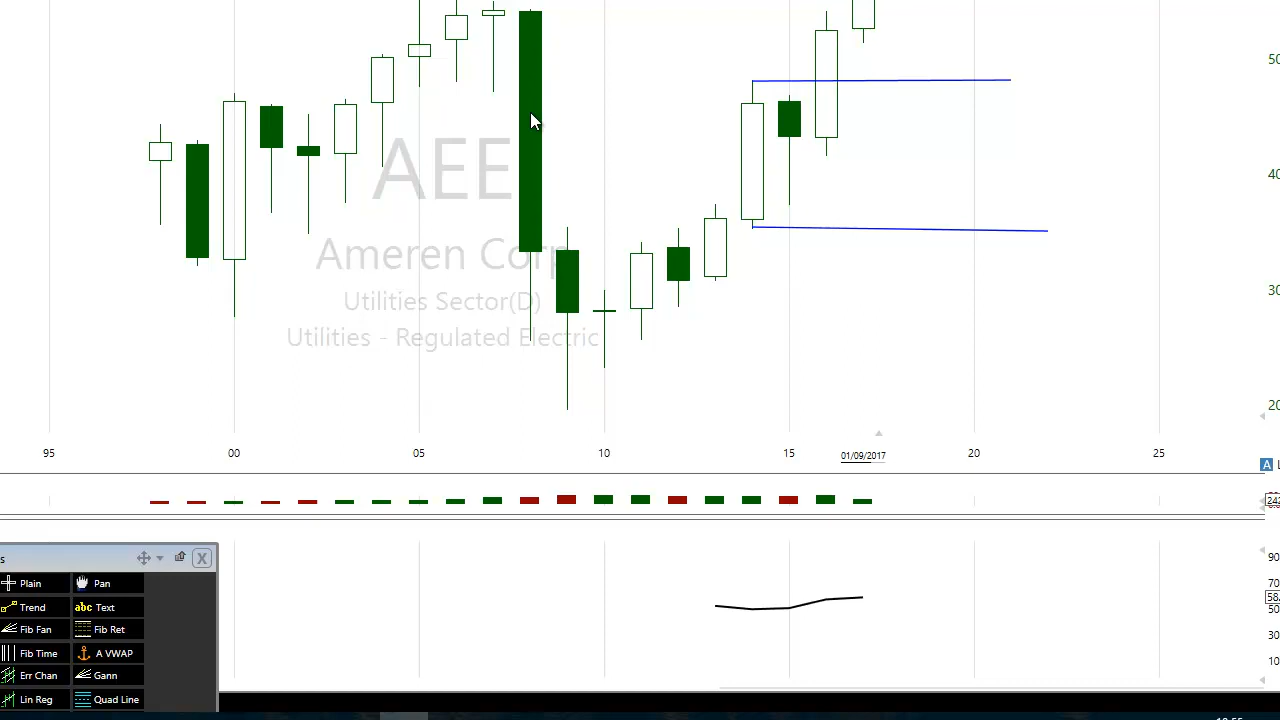 50
AEE
40
Ameren Corp
Utilities Sector(D)
30
Utilities - Regulated Electric
20
95 00 05 10 15 01/09/2017 20 25
A L
242
s X
90
Plain Pan
70
Trend abc Text
58.
50
Fib Fan Fib Ret
30
Fib Time A VWAP
10
Err Chan Gann
Lin Reg Quad Line